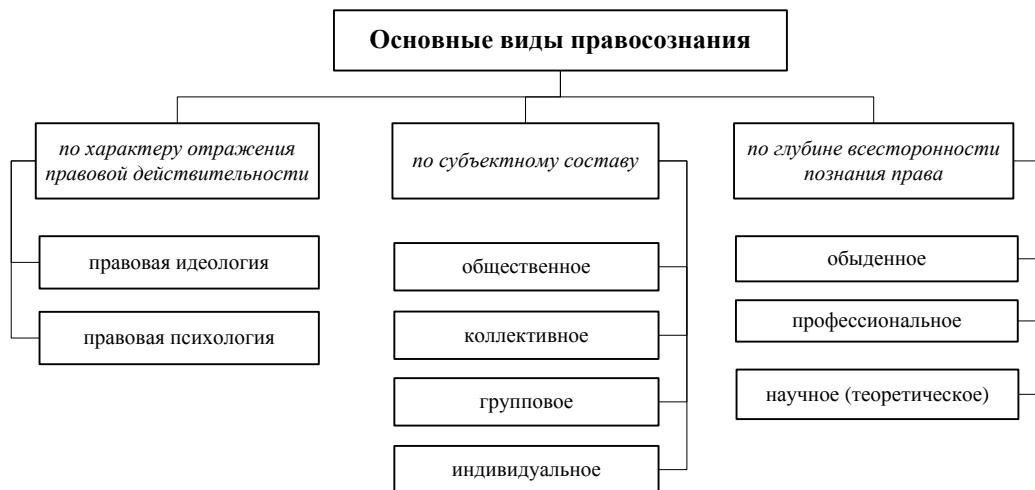 Основные виды правосознания
по характеру отражения
правовой действительности
правовая идеология
правовая психология
по субъектному составу
общественное
коллективное
групповое
индивидуальное
по глубине всесторонности
познания права
обыденное
профессиональное
научное (теоретическое)